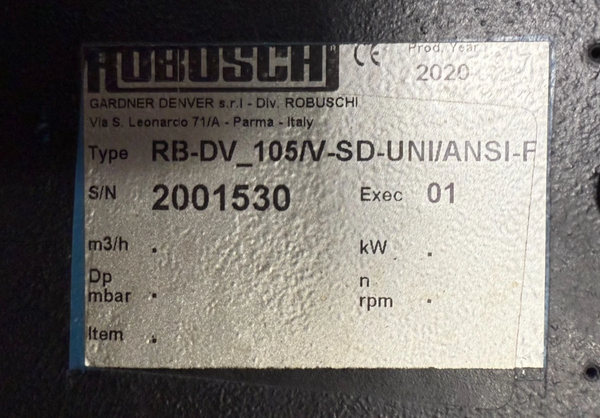 ROBUSCHI
CE Prod. Year
2020
GARDNER DENVER s.r.l - Div. ROBUSCHI
Via S. Leonardo 71/A - Parma - Italy
Type RB-DV_105/V-SD-UNI/ANSI-F
S/N 2001530 Exec 01
m3/h . kW .
Dp mbar . n rpm .
Item .